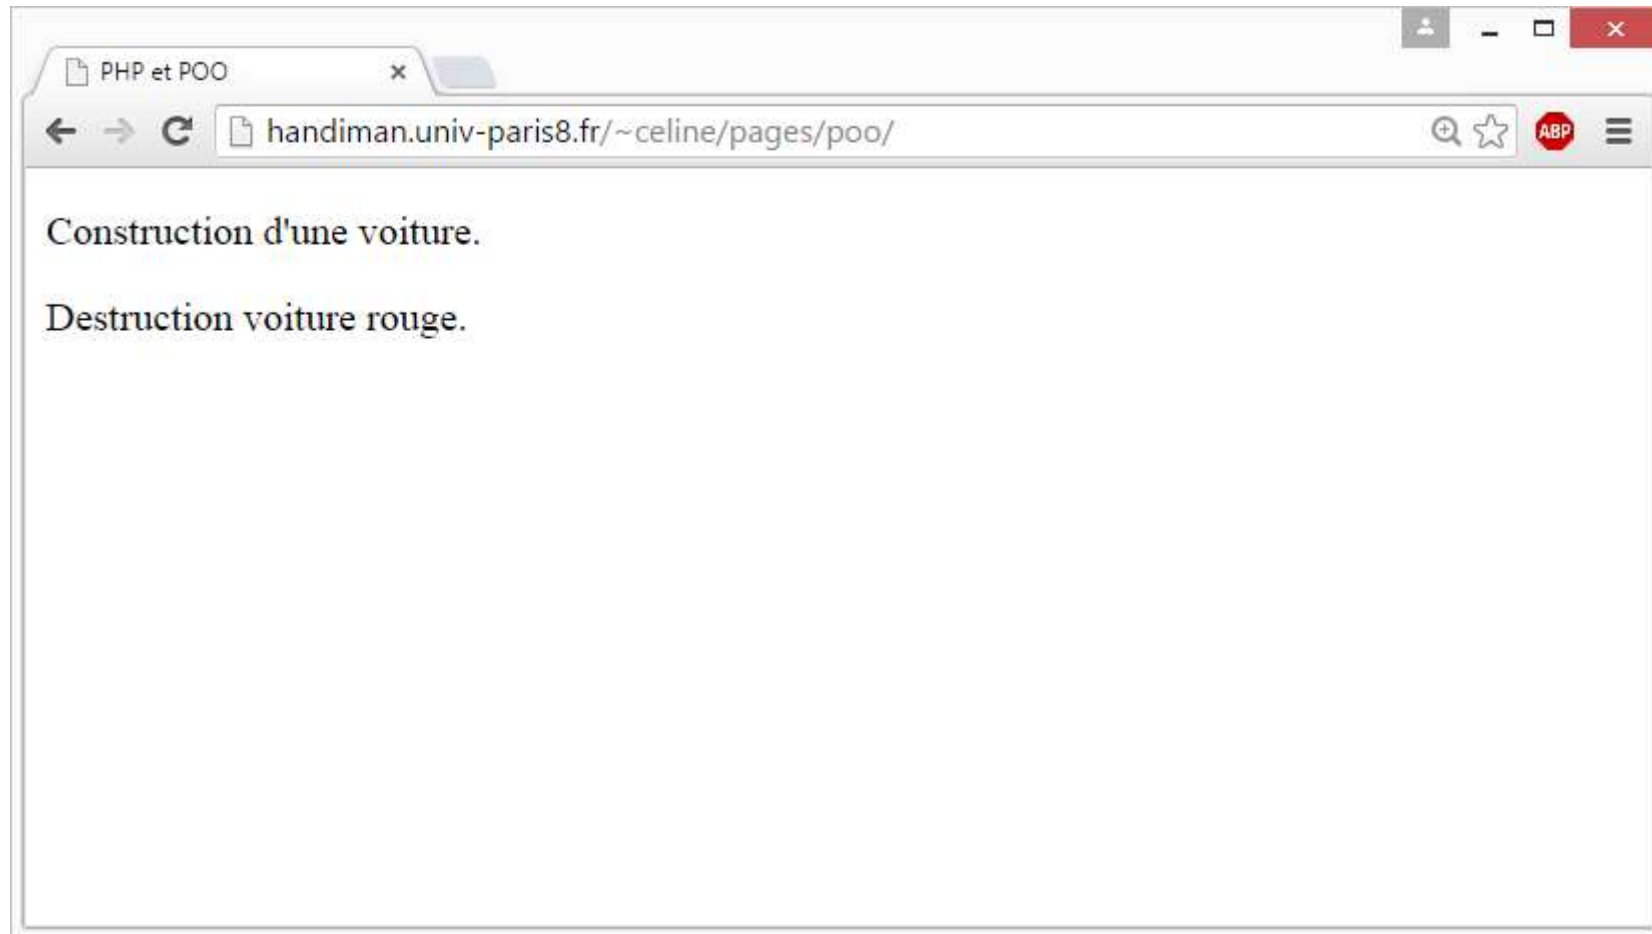 PHP et POO
handiman.univ-paris8.fr/~celine/pages/poo/
ABP
Construction d'une voiture.
Destruction voiture rouge.